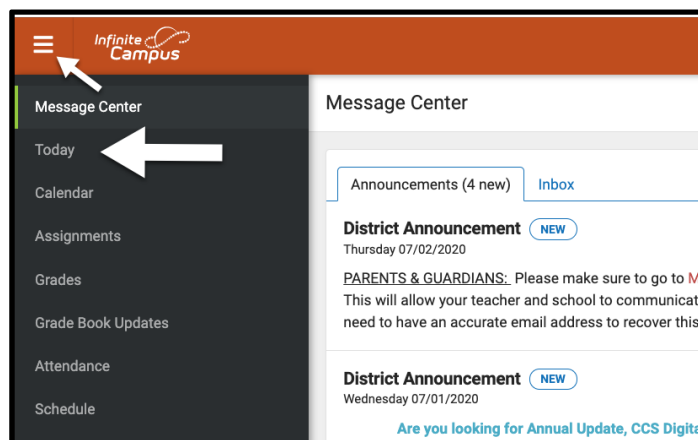 Infinite
Campus
Message Center
Today
Calendar
Assignments
Grades
Grade Book Updates
Attendance
Schedule
Message Center
Announcements (4 new)
Inbox
District Announcement NEW
Thursday 07/02/2020
PARENTS & GUARDIANS: Please make sure to go to M
This will allow your teacher and school to communicat
need to have an accurate email address to recover this
District Announcement NEW
Wednesday 07/01/2020
Are you looking for Annual Update, CCS Digita